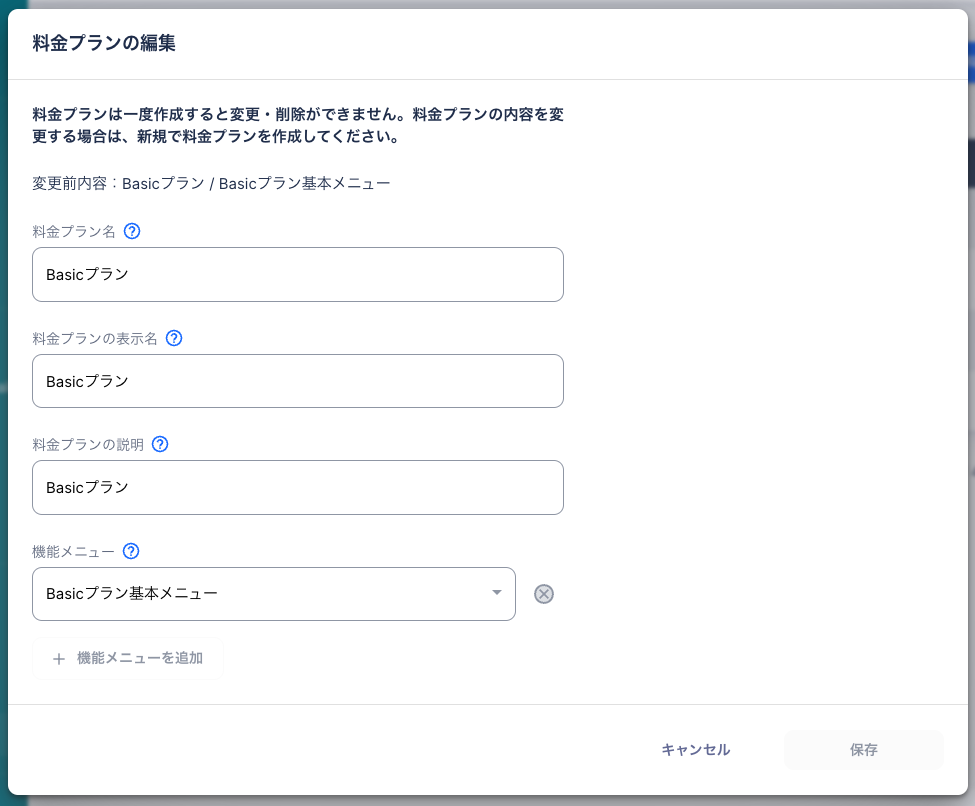 料金プランの編集
料金プランは一度作成すると変更・削除ができません。料金プランの内容を変
更する場合は、新規で料金プランを作成してください。
変更前内容：Basicプラン / Basicプラン基本メニュー
料金プラン名
Basicプラン
料金プランの表示名
Basicプラン
料金プランの説明
Basicプラン
機能メニュー
Basicプラン基本メニュー
機能メニューを追加
キャンセル
保存